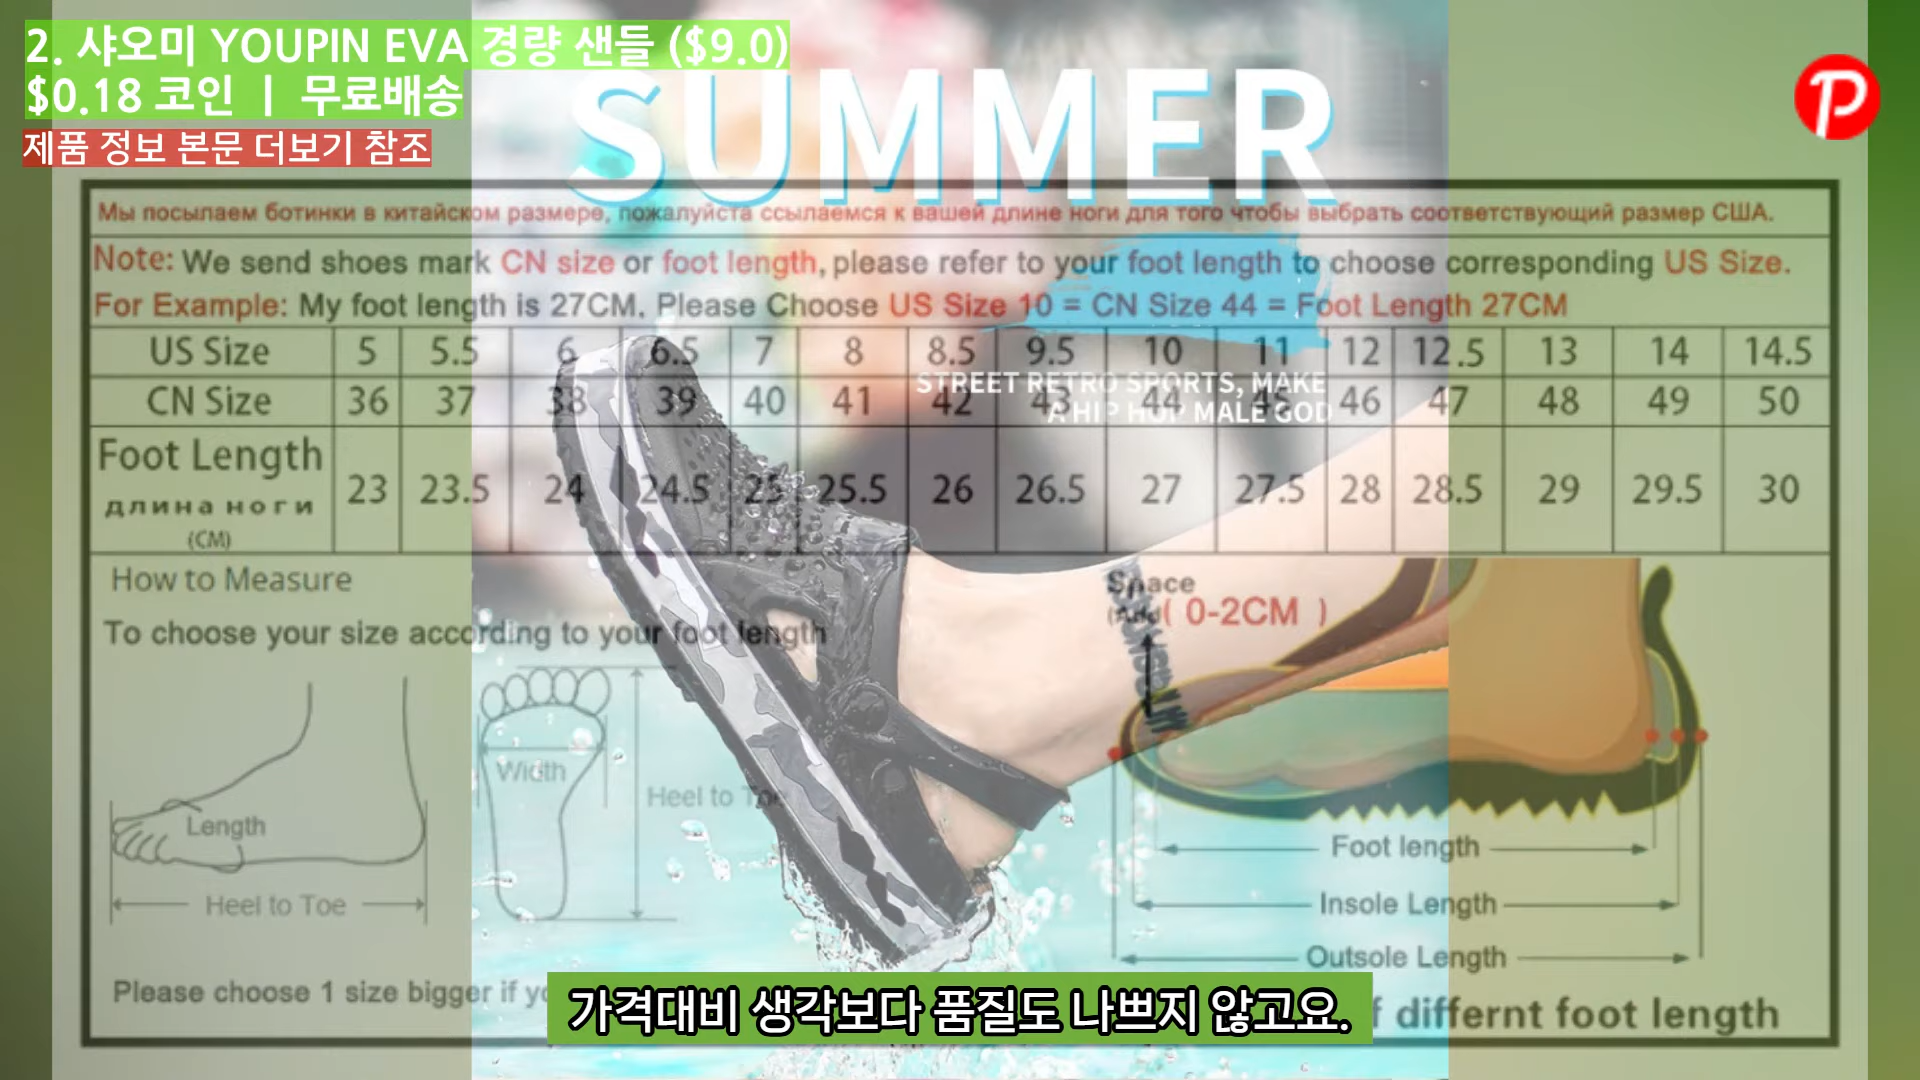 2. 샤오미 YOUPIN EVA 경량 샌들 ($9.0)
$0.18 코인 | 무료배송
제품 정보 본문 더보기 참조
SUMMER
Мы посылаем ботинки в китайском размере, пожалуйста ссылаемся к вашей длине ноги для того чтобы выбрать соответствующий размер США.
Note: We send shoes mark CN size or foot length, please refer to your foot length to choose corresponding US Size.
For Example: My foot length is 27CM. Please Choose US Size 10 = CN Size 44 = Foot Length 27CM
US Size 5 5.5 6 6.5 7 8 8.5 9.5 10 11 12 12.5 13 14 14.5
STREET RETRO SPORTS, MAKE
A HIP HOP MALE GOD
CN Size 36 37 38 39 40 41 42 43 44 45 46 47 48 49 50
Foot Length
длина ноги
(CM)
23 23.5 24 24.5 25 25.5 26 26.5 27 27.5 28 28.5 29 29.5 30
How to Measure
To choose your size according to your foot length
Space
( 0-2CM )
Length
Heel to Toe
Width
Heel to Toe
Foot length
Insole Length
Outsole Length
Please choose 1 size bigger if
differnt foot length
가격대비 생각보다 품질도 나쁘지 않고요.